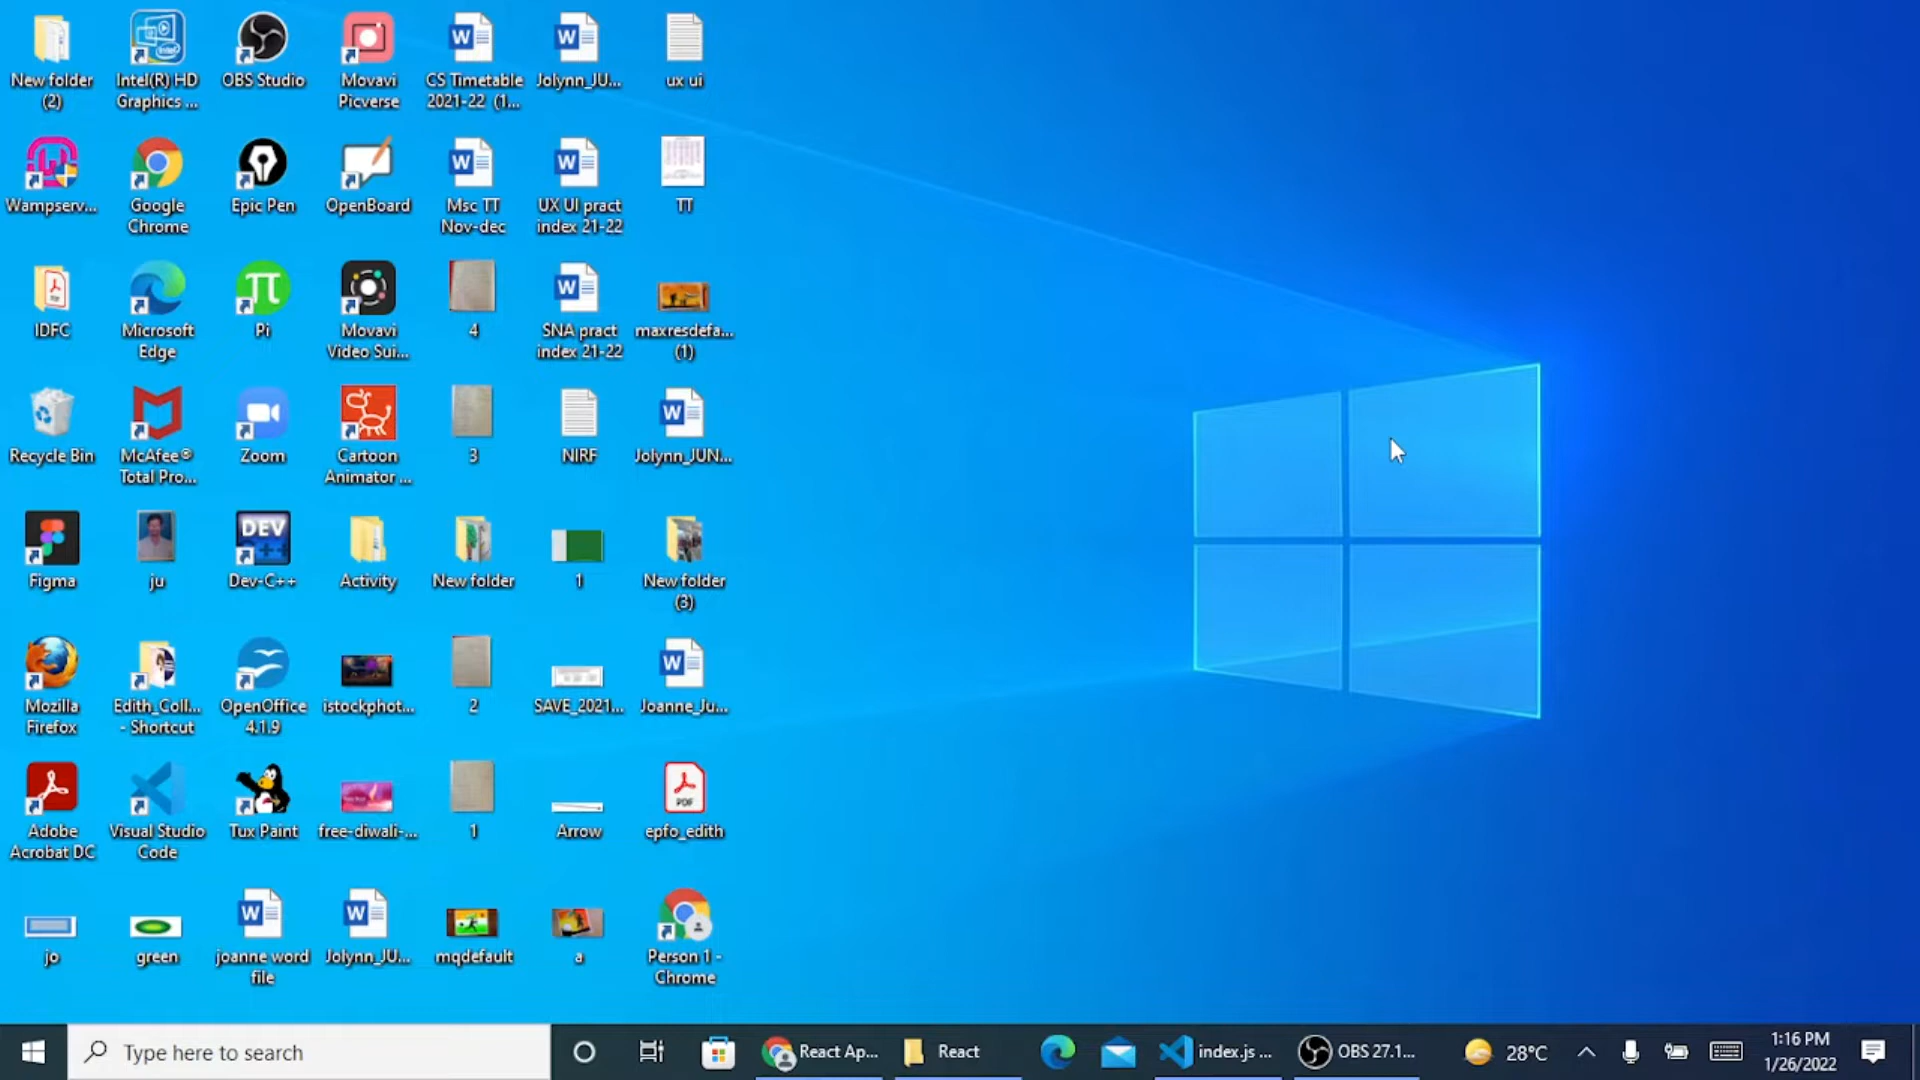 New folder
(2)
Intel(R) HD
Graphics ...
OBS Studio
Movavi
Picverse
CS Timetable
2021-22 (1...
Jolynn_JU...
ux ui
Wampserv...
Google
Chrome
Epic Pen
OpenBoard
Msc TT
Nov-dec
UX UI pract
index 21-22
TT
IDFC
Microsoft
Edge
Pi
Movavi
Video Sui...
4
SNA pract
index 21-22
maxresdefa...
(1)
Recycle Bin
McAfee®
Total Pro...
Zoom
Cartoon
Animator ...
3
NIRF
Jolynn_JUN...
Figma
ju
DEV
C++
Dev-C++
Activity
New folder
1
New folder
(3)
Mozilla
Firefox
Edith_Coll...
- Shortcut
OpenOffice
4.1.9
istockphot...
2
SAVE_2021...
Joanne_Ju...
Adobe
Acrobat DC
Visual Studio
Code
Tux Paint
free-diwali-...
1
Arrow
PDF
epfo_edith
jo
green
joanne word
file
Jolynn_JU...
mqdefault
a
Person 1 -
Chrome
Type here to search
React Ap...
React
index.js ...
OBS 27.1...
28°C
1:16 PM
1/26/2022